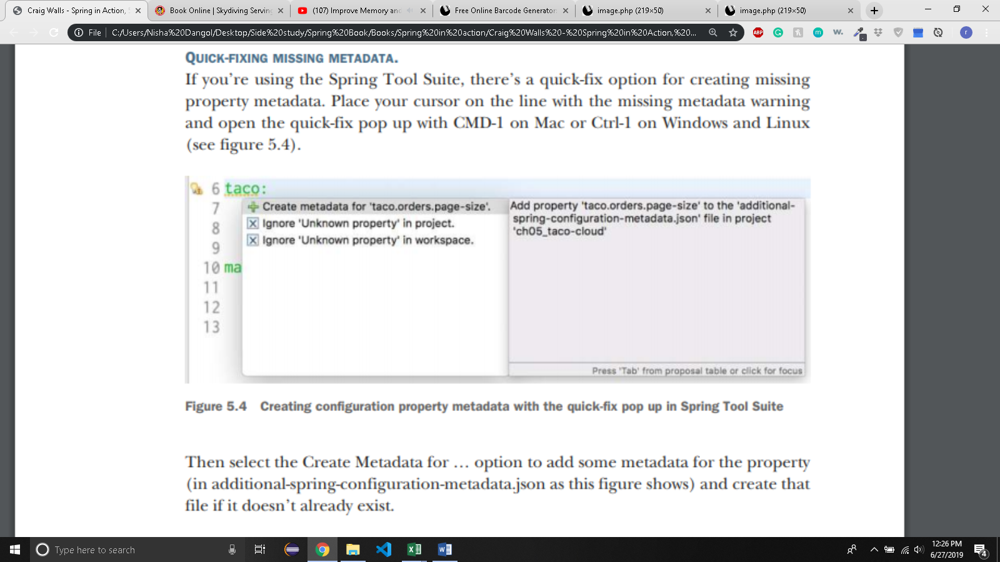 Craig Walls - Spring in Action,
Book Online | Skydiving Serving
(107) Improve Memory and
Free Online Barcode Generator
image.php (219×50)
image.php (219×50)
File
C:/Users/Nisha%20Dangol/Desktop/Side%20study/Spring%20Book/Books/Spring%20in%20action/Craig%20Walls%20-%20Spring%20in%20Action,%20...
ABP
G
m
w.
r
QUICK-FIXING MISSING METADATA.
If you're using the Spring Tool Suite, there's a quick-fix option for creating missing
property metadata. Place your cursor on the line with the missing metadata warning
and open the quick-fix pop up with CMD-1 on Mac or Ctrl-1 on Windows and Linux
(see figure 5.4).
6 taco:
7
8
9
10 ma
11
12
13
Create metadata for 'taco.orders.page-size'.
Ignore 'Unknown property' in project.
Ignore 'Unknown property' in workspace.
Add property 'taco.orders.page-size' to the 'additional-
spring-configuration-metadata.json' file in project
'ch05_taco-cloud'
Press 'Tab' from proposal table or click for focus
Figure 5.4 Creating configuration property metadata with the quick-fix pop up in Spring Tool Suite
Then select the Create Metadata for … option to add some metadata for the property
(in additional-spring-configuration-metadata.json as this figure shows) and create that
file if it doesn't already exist.
Type here to search
12:26 PM
6/27/2019
4